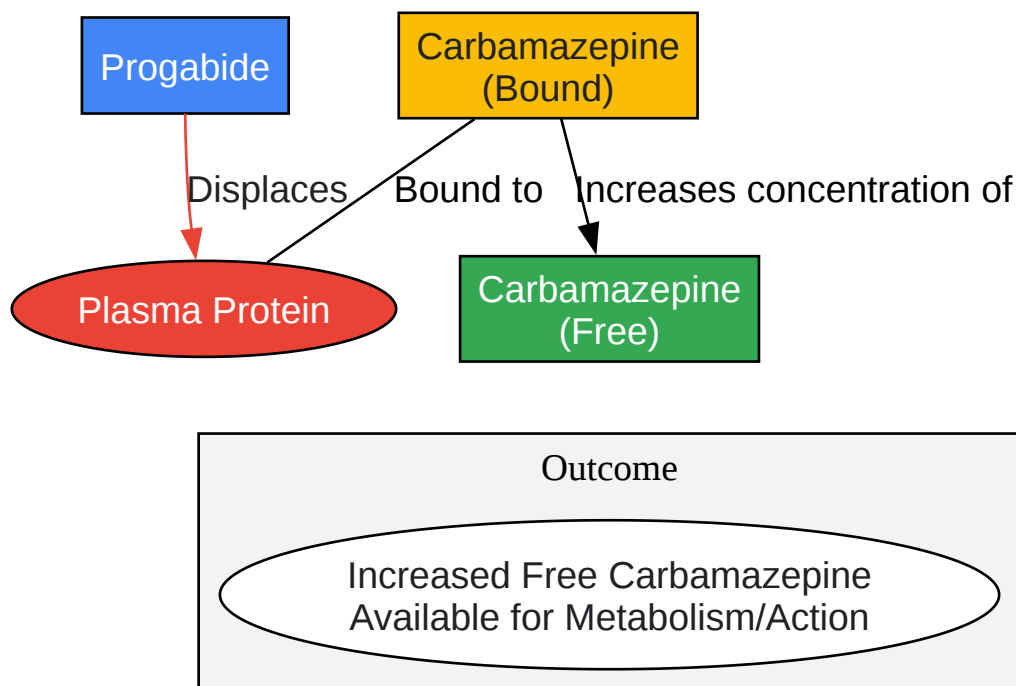 Progabide
Carbamazepine
(Bound)
Displaces
Bound to
Increases concentration of
Plasma Protein
Carbamazepine
(Free)
Outcome
Increased Free Carbamazepine
Available for Metabolism/Action